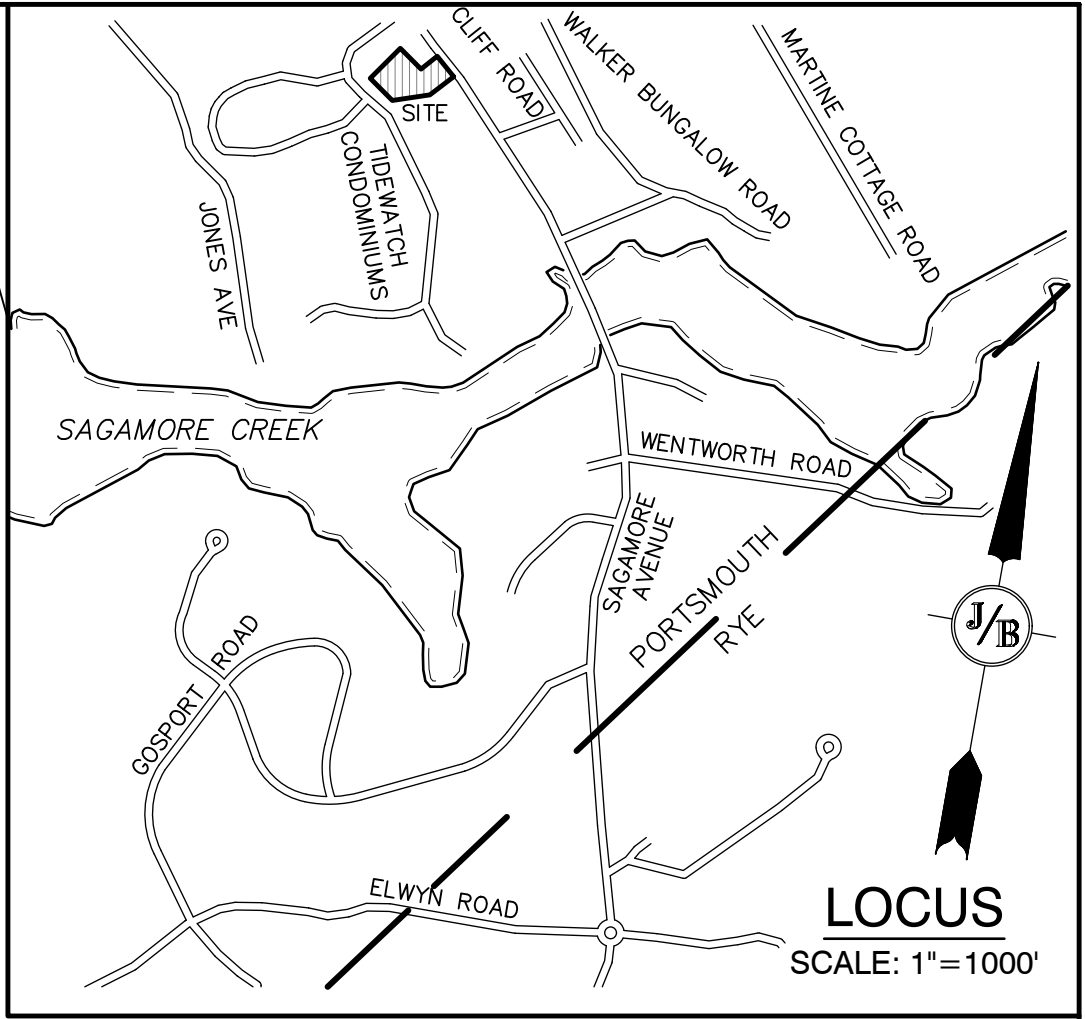 CLIFF ROAD
WALKER BUNGALOW ROAD
MARTINE COTTAGE ROAD
SITE
TIDEWATCH
CONDOMINIUMS
JONES AVE
SAGAMORE CREEK
WENTWORTH ROAD
SAGAMORE
AVENUE
PORTSMOUTH
RYE
J/B
GOSPORT ROAD
ELWYN ROAD
LOCUS
SCALE: 1"=1000'